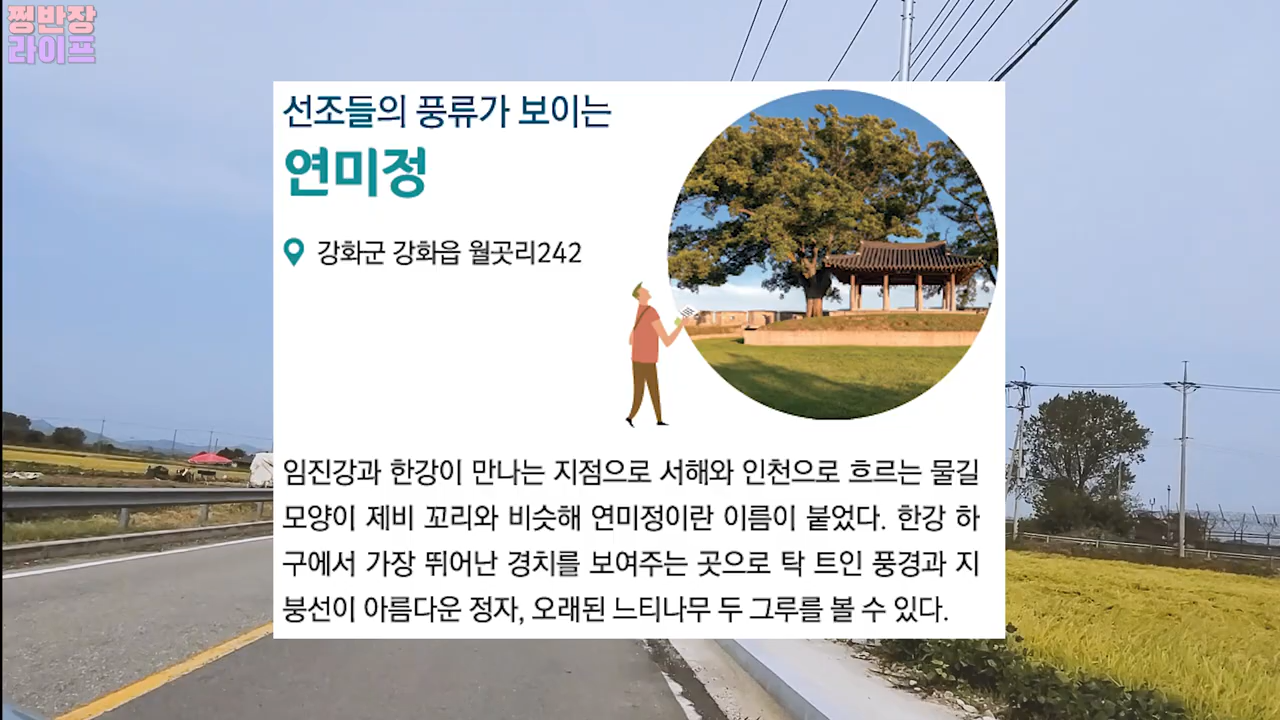 찡반장
라이프
선조들의 풍류가 보이는
연미정
강화군 강화읍 월곳리242
임진강과 한강이 만나는 지점으로 서해와 인천으로 흐르는 물길
모양이 제비 꼬리와 비슷해 연미정이란 이름이 붙었다. 한강 하
구에서 가장 뛰어난 경치를 보여주는 곳으로 탁 트인 풍경과 지
붕선이 아름다운 정자, 오래된 느티나무 두 그루를 볼 수 있다.